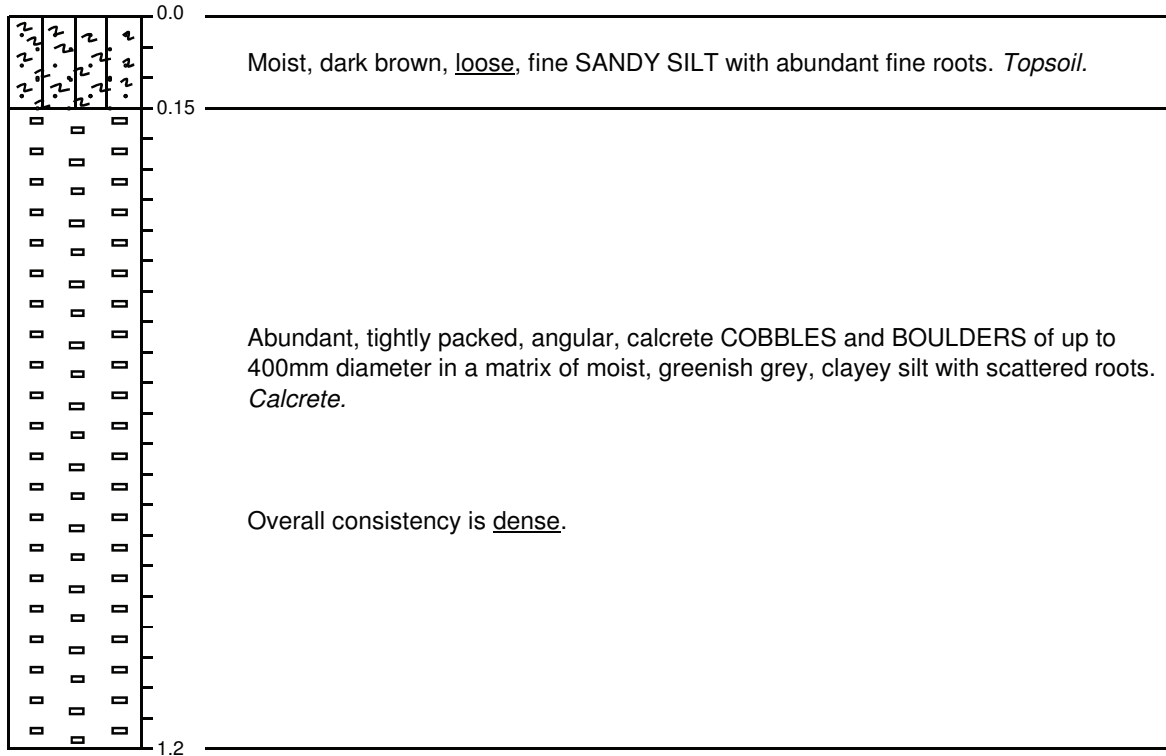 0.0
Moist, dark brown, loose, fine SANDY SILT with abundant fine roots. Topsoil.
0.15
Abundant, tightly packed, angular, calcrete COBBLES and BOULDERS of up to
400mm diameter in a matrix of moist, greenish grey, clayey silt with scattered roots.
Calcrete.
Overall consistency is dense.
1.2